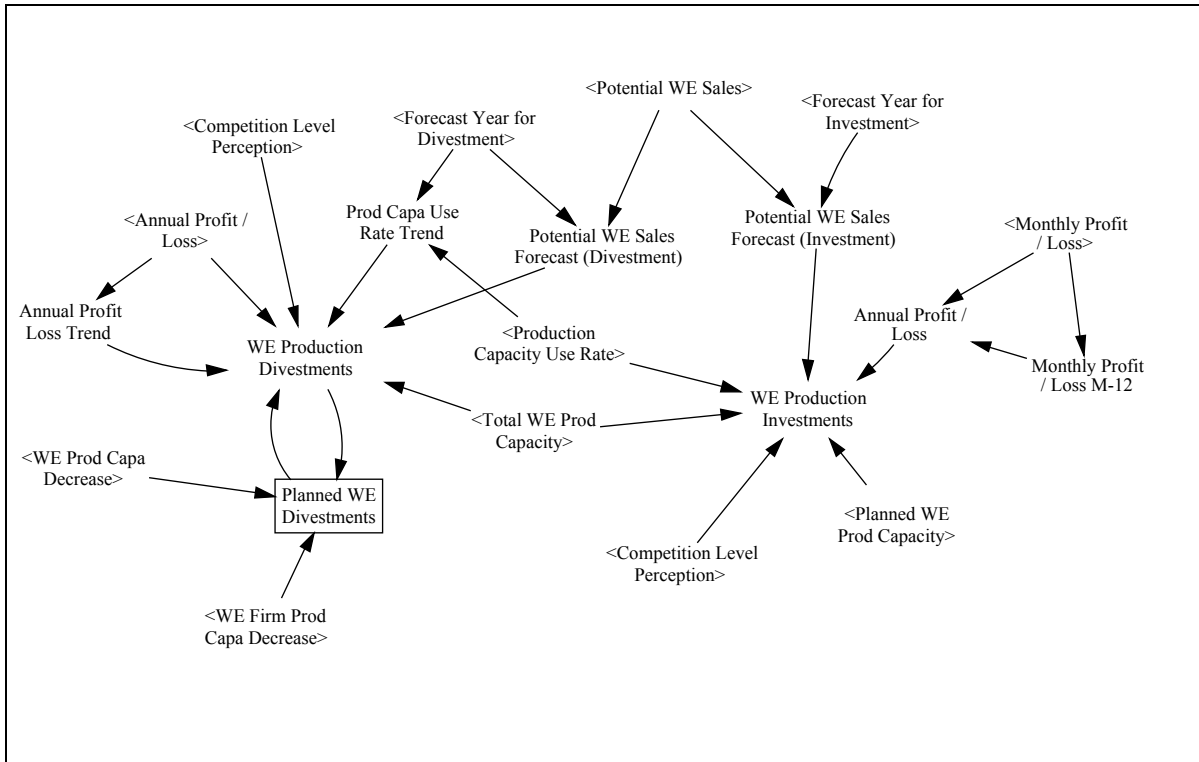 <Potential WE Sales>
<Forecast Year for
Investment>
<Competition Level
Perception>
<Forecast Year for
Divestment>
<Annual Profit /
Loss>
Prod Capa Use
Rate Trend
Potential WE Sales
Forecast (Divestment)
Potential WE Sales
Forecast (Investment)
<Monthly Profit
/ Loss>
Annual Profit
Loss Trend
WE Production
Divestments
<Production
Capacity Use Rate>
Annual Profit /
Loss
Monthly Profit
/ Loss M-12
WE Production
Investments
<Total WE Prod
Capacity>
<WE Prod Capa
Decrease>
Planned WE
Divestments
<Planned WE
Prod Capacity>
<Competition Level
Perception>
<WE Firm Prod
Capa Decrease>